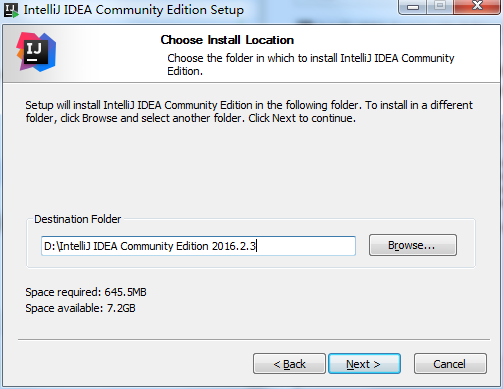 IntelliJ IDEA Community Edition Setup
IJ
Choose Install Location
Choose the folder in which to install IntelliJ IDEA Community
Edition.
Setup will install IntelliJ IDEA Community Edition in the following folder. To install in a different
folder, click Browse and select another folder. Click Next to continue.
Destination Folder
D:\IntelliJ IDEA Community Edition 2016.2.3
Browse...
Space required: 645.5MB
Space available: 7.2GB
< Back
Next >
Cancel